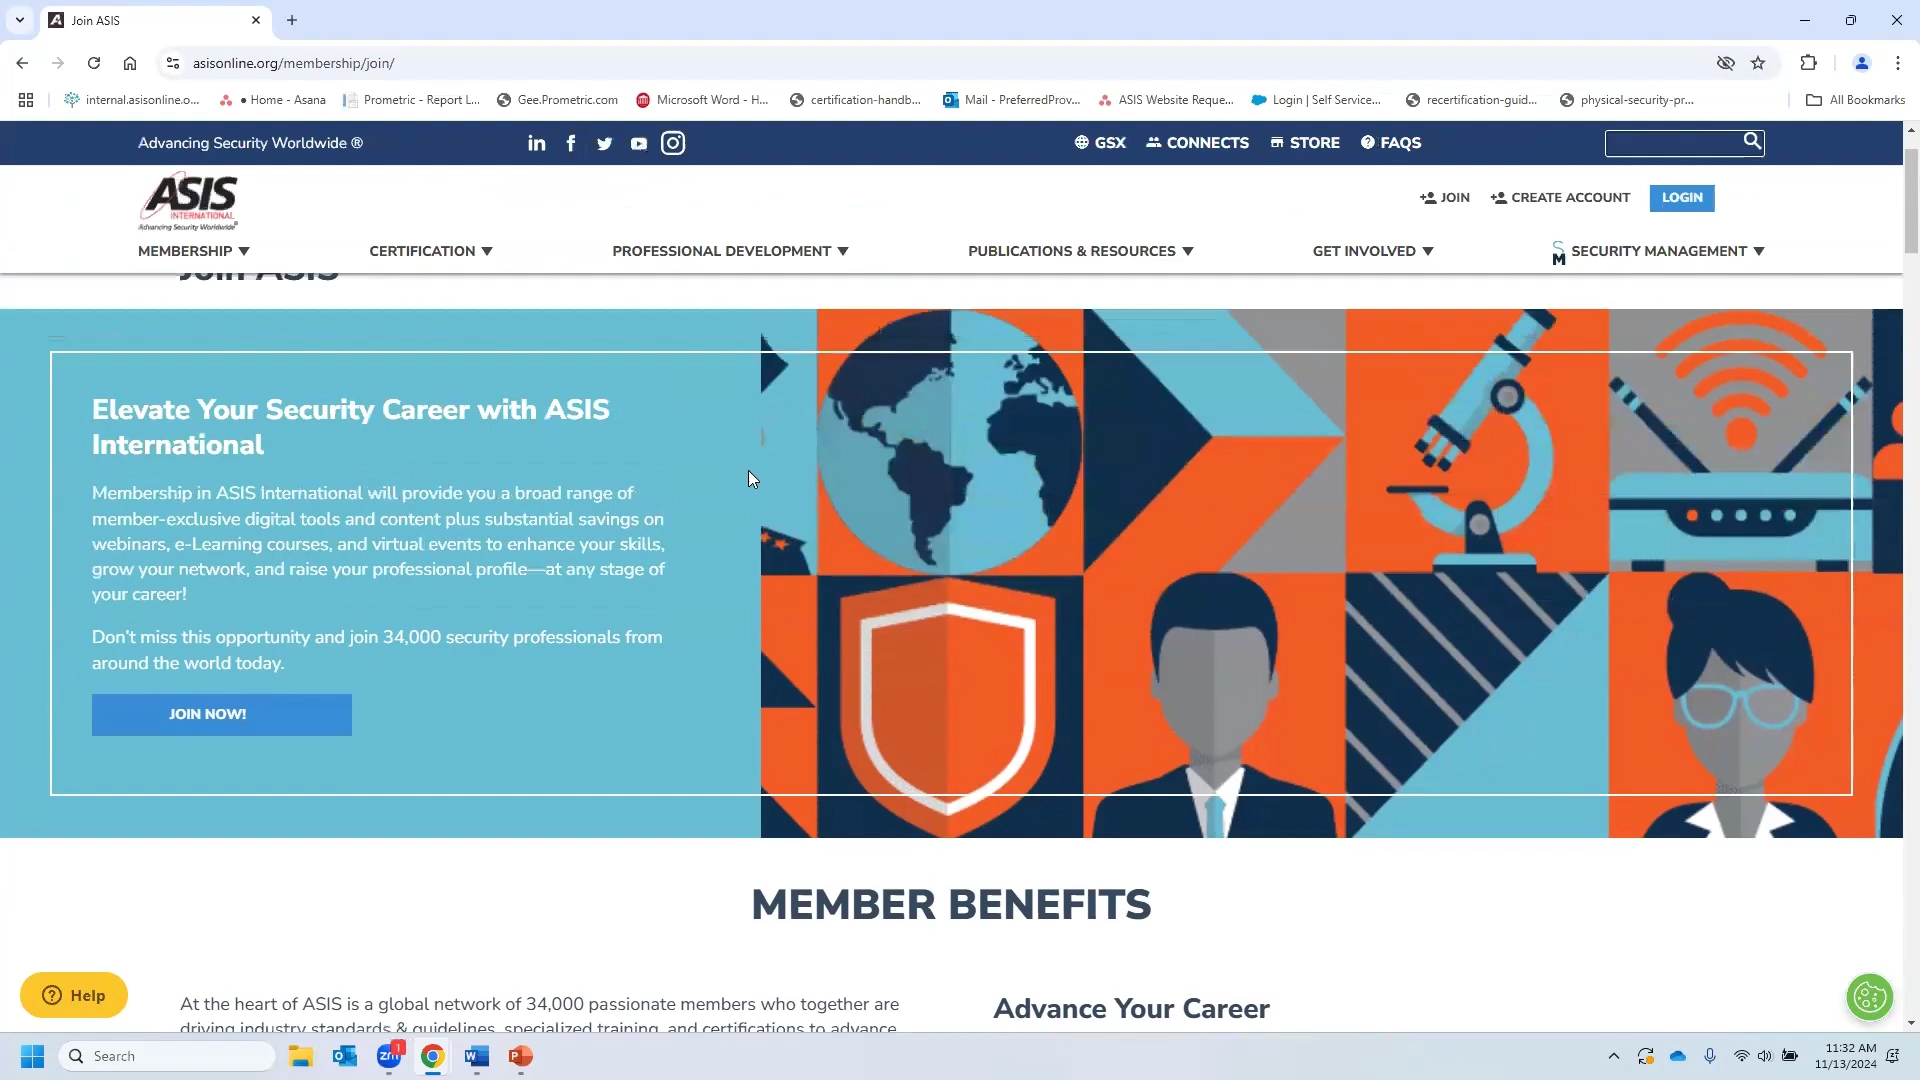 Join ASIS
asisonline.org/membership/join/
internal.asisonline.o...
• Home - Asana
Prometric - Report L...
Gee.Prometric.com
Microsoft Word - H...
certification-handb...
Mail - PreferredProv...
ASIS Website Reque...
Login | Self Service...
recertification-guid...
physical-security-pr...
All Bookmarks
Advancing Security Worldwide ®
GSX
CONNECTS
STORE
FAQS
ASIS
INTERNATIONAL
Advancing Security Worldwide®
JOIN
CREATE ACCOUNT
LOGIN
MEMBERSHIP
CERTIFICATION
PROFESSIONAL DEVELOPMENT
PUBLICATIONS & RESOURCES
GET INVOLVED
SM
SECURITY MANAGEMENT
Join ASIS
Elevate Your Security Career with ASIS
International
Membership in ASIS International will provide you a broad range of
member-exclusive digital tools and content plus substantial savings on
webinars, e-Learning courses, and virtual events to enhance your skills,
grow your network, and raise your professional profile—at any stage of
your career!
Don't miss this opportunity and join 34,000 security professionals from
around the world today.
JOIN NOW!
MEMBER BENEFITS
At the heart of ASIS is a global network of 34,000 passionate members who together are
driving industry standards & guidelines, specialized training, and certifications to advance
Advance Your Career
Help
Search
zm
1
W
P
11:32 AM
11/13/2024